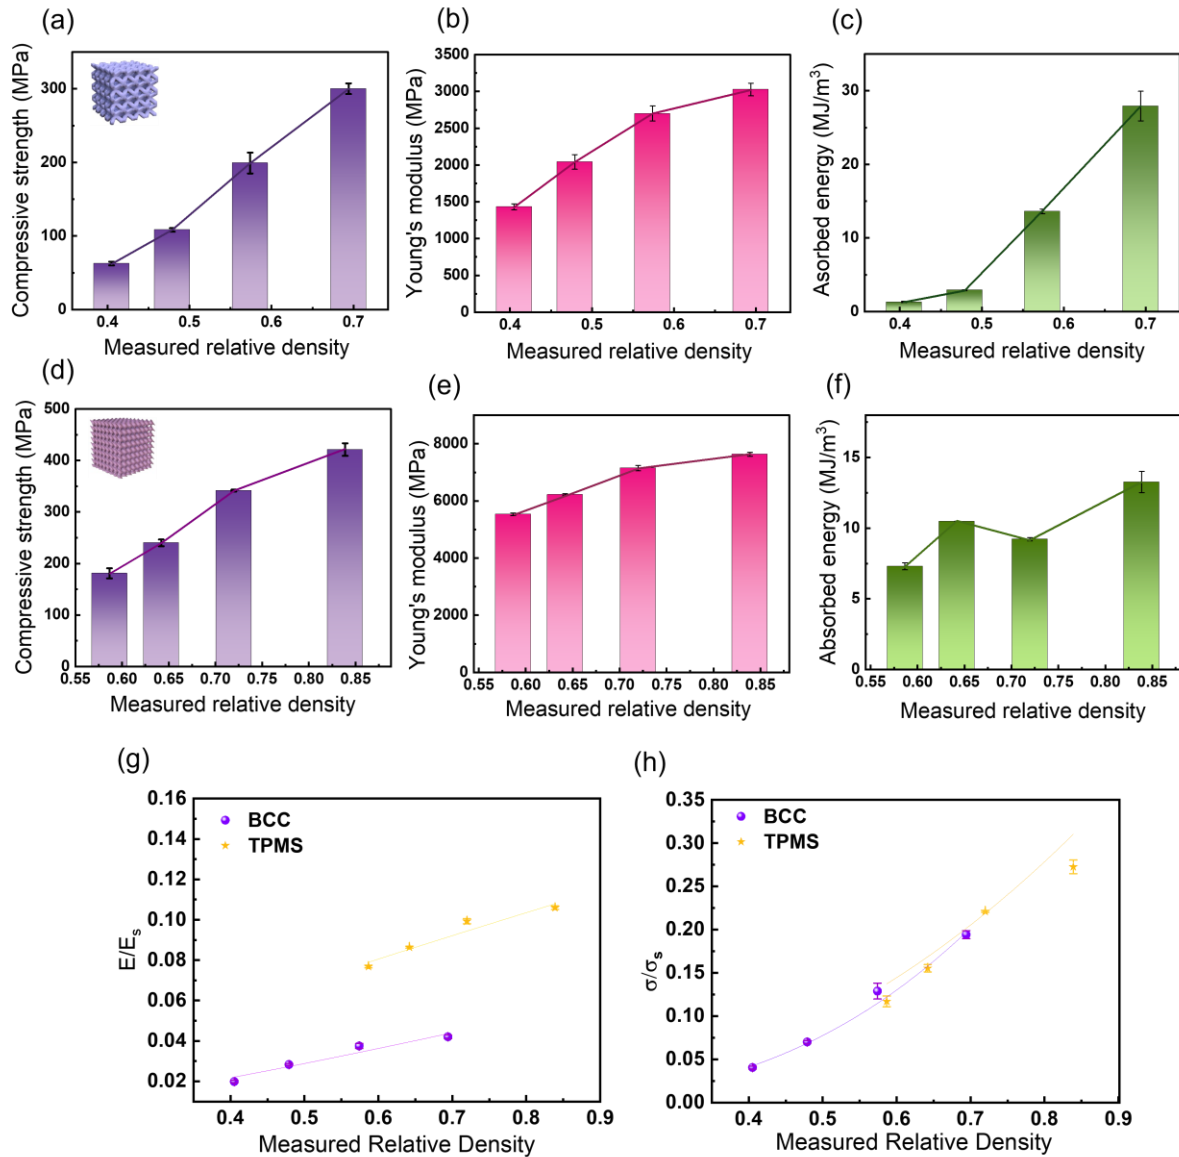 (a)
Compressive strength (MPa)
300
200
100
0
0.4 0.5 0.6 0.7
Measured relative density
(b)
Young's modulus (MPa)
3500
3000
2500
2000
1500
1000
500
0
0.4 0.5 0.6 0.7
Measured relative density
(c)
Asorbed energy (MJ/m³)
30
20
10
0
0.4 0.5 0.6 0.7
Measured relative density
(d)
Compressive strength (MPa)
500
400
300
200
100
0
0.55 0.60 0.65 0.70 0.75 0.80 0.85
Measured relative density
(e)
Young's modulus (MPa)
8000
6000
4000
2000
0
0.55 0.60 0.65 0.70 0.75 0.80 0.85
Measured relative density
(f)
Absorbed energy (MJ/m³)
15
10
5
0
0.55 0.60 0.65 0.70 0.75 0.80 0.85
Measured relative density
(g)
E/Eₛ
0.16
0.14
0.12
0.10
0.08
0.06
0.04
0.02
BCC
TPMS
0.4 0.5 0.6 0.7 0.8 0.9
Measured Relative Density
(h)
σ/σₛ
0.35
0.30
0.25
0.20
0.15
0.10
0.05
0.00
BCC
TPMS
0.4 0.5 0.6 0.7 0.8 0.9
Measured Relative Density